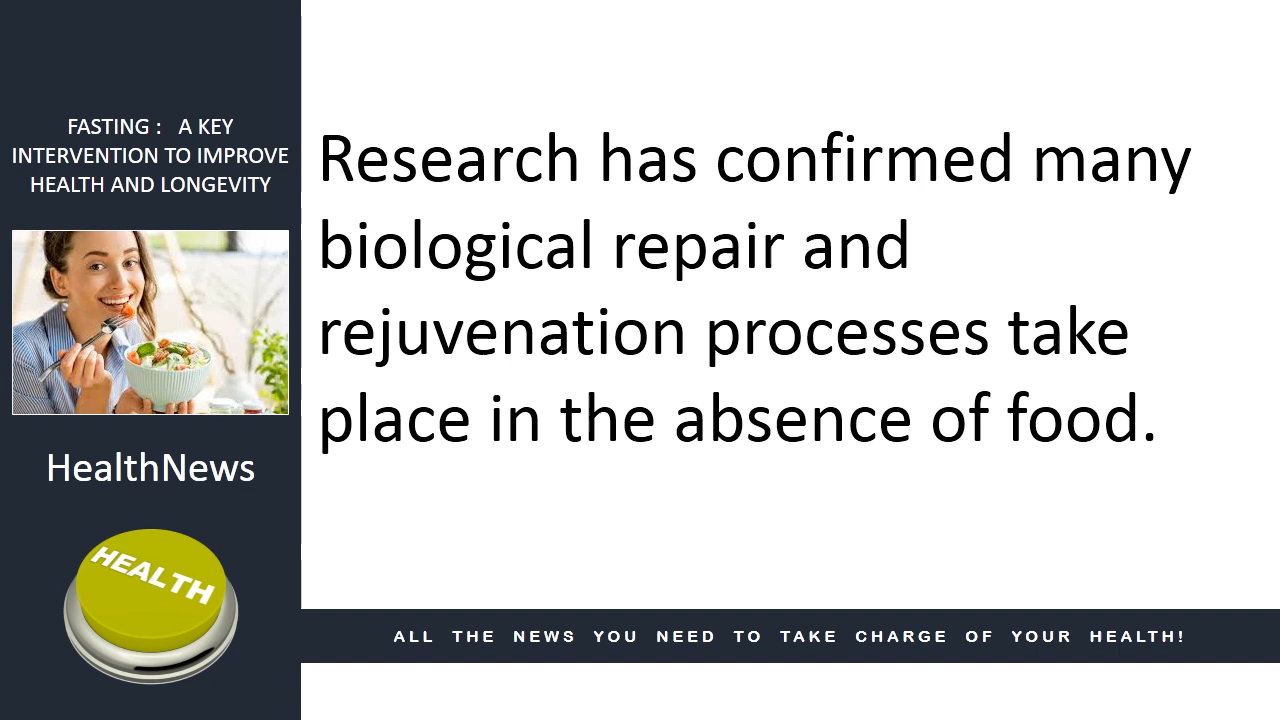 FASTING :   A KEY
INTERVENTION TO IMPROVE
HEALTH AND LONGEVITY
HealthNews
HEALTH
Research has confirmed many
biological repair and
rejuvenation processes take
place in the absence of food.
ALL THE NEWS YOU NEED TO TAKE CHARGE OF YOUR HEALTH!